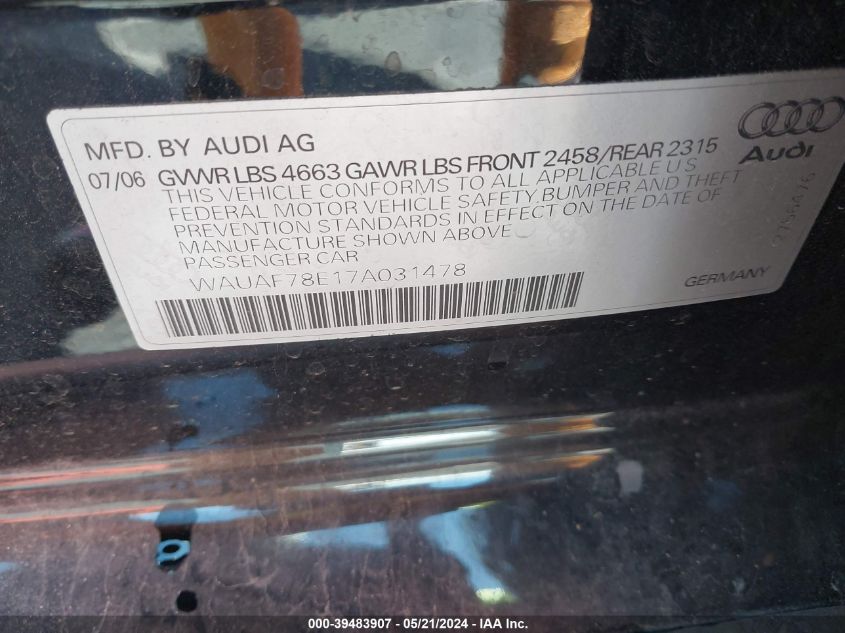 MFD. BY AUDI AG
07/06 GVWR LBS 4663 GAWR LBS FRONT 2458/REAR 2315
THIS VEHICLE CONFORMS TO ALL APPLICABLE U S
FEDERAL MOTOR VEHICLE SAFETY,BUMPER AND THEFT
PREVENTION STANDARDS IN EFFECT ON THE DATE OF
MANUFACTURE SHOWN ABOVE
PASSENGER CAR
WAUAF78E17A031478
Audi
GERMANY
000-39483907 - 05/21/2024 - IAA Inc.